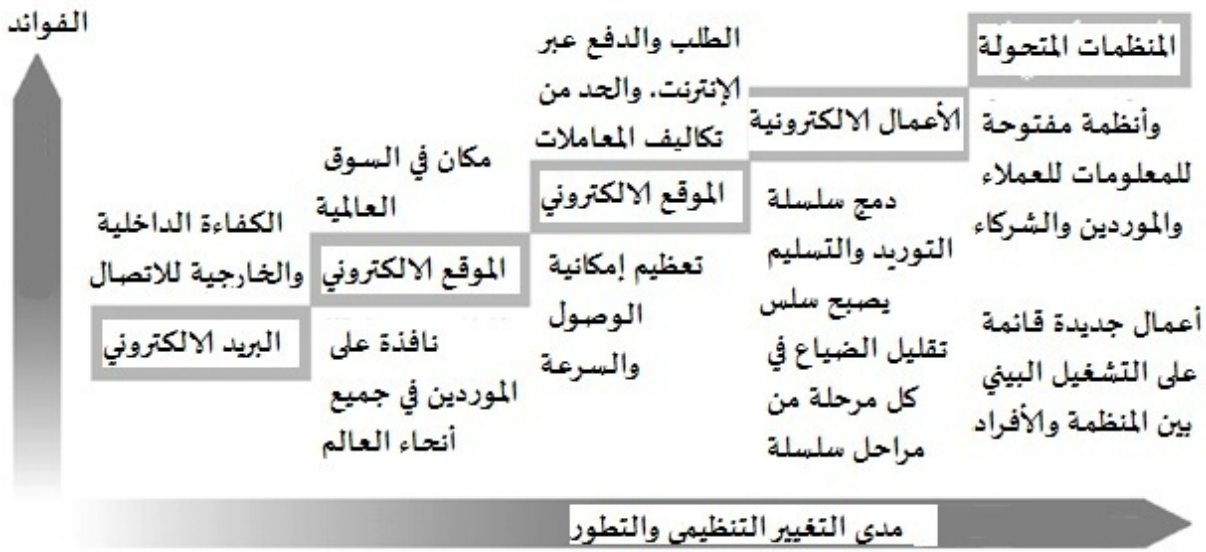 الفوائد
البريد الالكتروني
الكفاءة الداخلية
والخارجية للاتصال
الموقع الالكتروني
مكان في السوق
العالمية
نافذة على
الموردين في جميع
أنحاء العالم
الموقع الالكتروني
الطلب والدفع عبر
الإنترنت. والحد من
تكاليف المعاملات
تعظيم إمكانية
الوصول
والسرعة
الأعمال الالكترونية
دمج سلسلة
التوريد والتسليم
يصبح سلس
تقليل الضياع في
كل مرحلة من
مراحل سلسلة
المنظمات المتحولة
وأنظمة مفتوحة
للمعلومات للعملاء
والموردين والشركاء
أعمال جديدة قائمة
على التشغيل البيني
بين المنظمة والأفراد
مدى التغيير التنظيمي والتطور